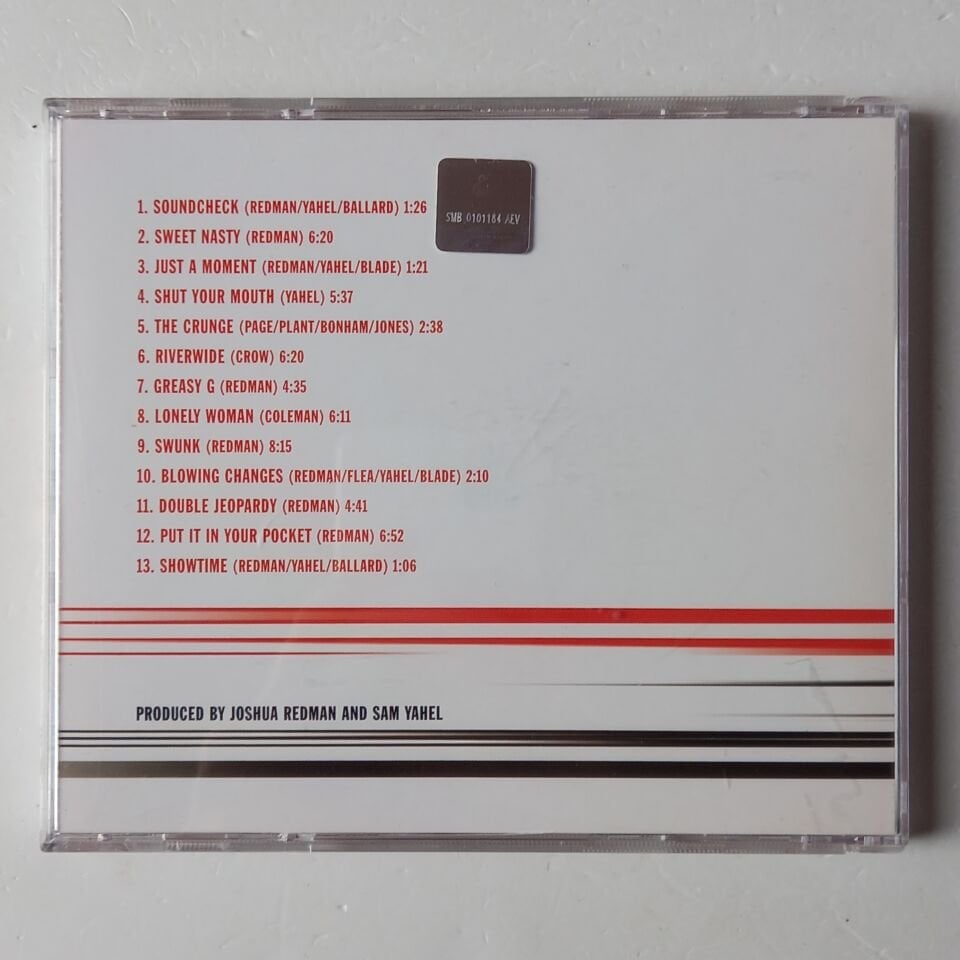 1. SOUNDCHECK (REDMAN/YAHEL/BALLARD) 1:26
2. SWEET NASTY (REDMAN) 6:20
3. JUST A MOMENT (REDMAN/YAHEL/BLADE) 1:21
4. SHUT YOUR MOUTH (YAHEL) 5:37
5. THE CRUNGE (PAGE/PLANT/BONHAM/JONES) 2:38
6. RIVERWIDE (CROW) 6:20
7. GREASY G (REDMAN) 4:35
8. LONELY WOMAN (COLEMAN) 6:11
9. SWUNK (REDMAN) 8:15
10. BLOWING CHANGES (REDMAN/FLEA/YAHEL/BLADE) 2:10
11. DOUBLE JEOPARDY (REDMAN) 4:41
12. PUT IT IN YOUR POCKET (REDMAN) 6:52
13. SHOWTIME (REDMAN/YAHEL/BALLARD) 1:06
SMB 0101184 AEV
PRODUCED BY JOSHUA REDMAN AND SAM YAHEL